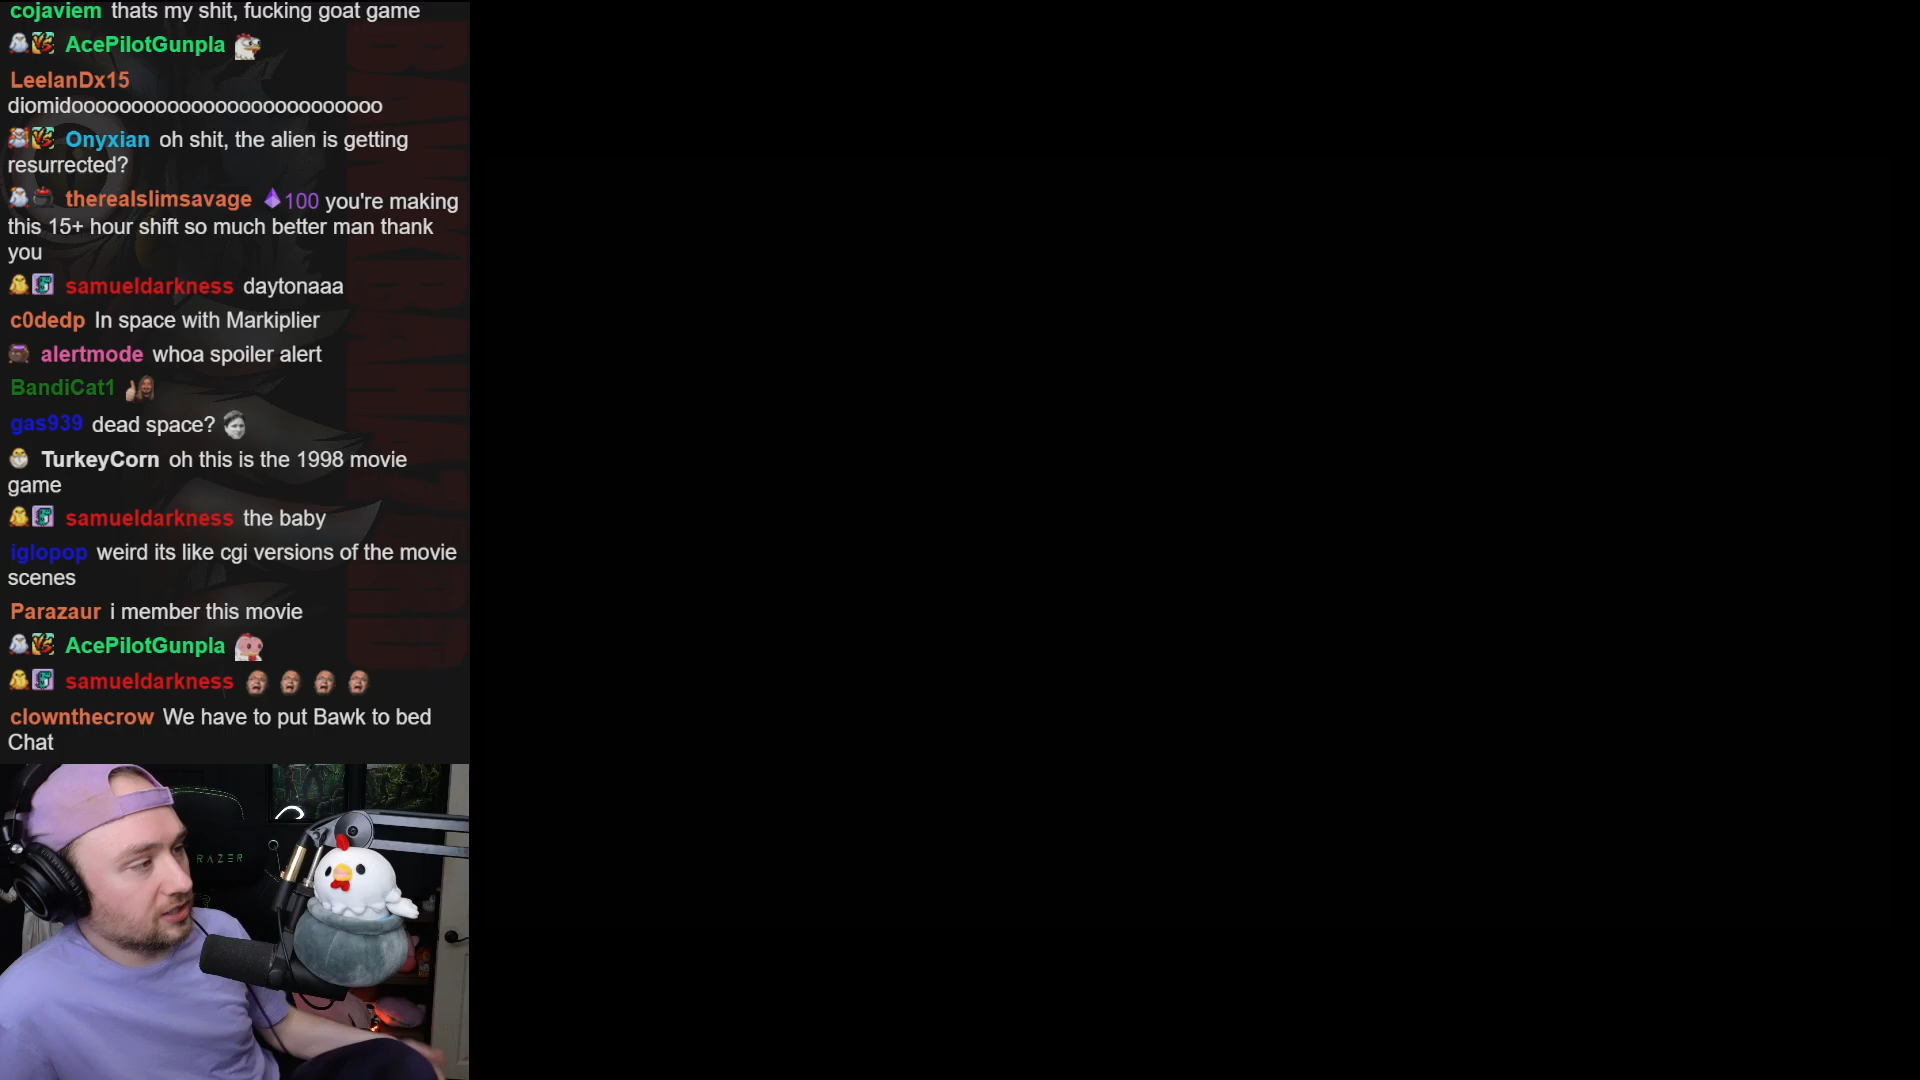 cojaviem thats my shit, fucking goat game
AcePilotGunpla
LeelanDx15
diomidoooooooooooooooooooooooooo
Onyxian oh shit, the alien is getting
resurrected?
therealslimsavage 100 you're making
this 15+ hour shift so much better man thank
you
samueldarkness daytonaaa
c0dedp In space with Markiplier
alertmode whoa spoiler alert
BandiCat1
gas939 dead space?
TurkeyCorn oh this is the 1998 movie
game
samueldarkness the baby
iglopop weird its like cgi versions of the movie
scenes
Parazaur i member this movie
AcePilotGunpla
samueldarkness
clownthecrow We have to put Bawk to bed
Chat
RAZER